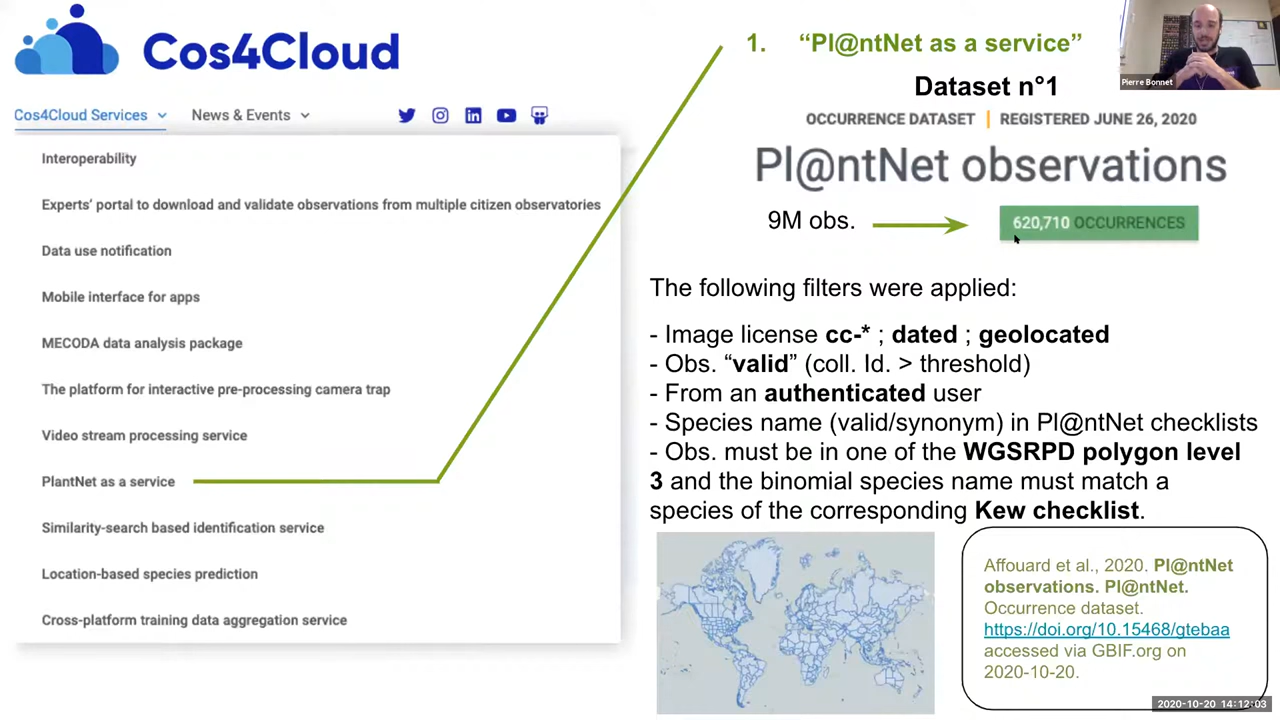 Cos4Cloud
Cos4Cloud Services
News & Events
Interoperability
Experts' portal to download and validate observations from multiple citizen observatories
Data use notification
Mobile interface for apps
MECODA data analysis package
The platform for interactive pre-processing camera trap
Video stream processing service
PlantNet as a service
Similarity-search based identification service
Location-based species prediction
Cross-platform training data aggregation service
1. “Pl@ntNet as a service”
Dataset n°1
OCCURRENCE DATASET | REGISTERED JUNE 26, 2020
Pl@ntNet observations
9M obs.
620,710 OCCURRENCES
The following filters were applied:
- Image license cc-* ; dated ; geolocated
- Obs. “valid” (coll. Id. > threshold)
- From an authenticated user
- Species name (valid/synonym) in Pl@ntNet checklists
- Obs. must be in one of the WGSRPD polygon level
3 and the binomial species name must match a
species of the corresponding Kew checklist.
Affouard et al., 2020. Pl@ntNet
observations. Pl@ntNet.
Occurrence dataset.
https://doi.org/10.15468/gtebaa
accessed via GBIF.org on
2020-10-20.
Pierre Bonnet
2020-10-20 14:12:03